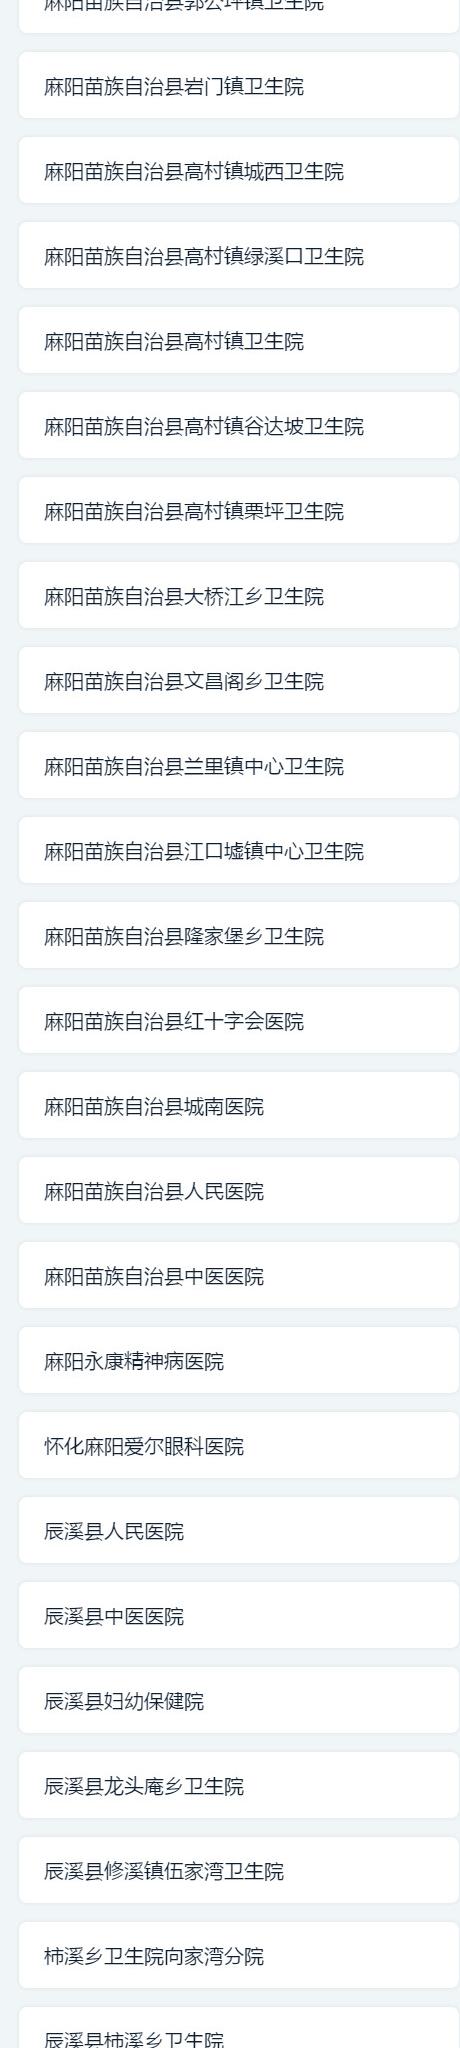 麻阳苗族自治县郭公坪镇卫生院
麻阳苗族自治县岩门镇卫生院
麻阳苗族自治县高村镇城西卫生院
麻阳苗族自治县高村镇绿溪口卫生院
麻阳苗族自治县高村镇卫生院
麻阳苗族自治县高村镇谷达坡卫生院
麻阳苗族自治县高村镇栗坪卫生院
麻阳苗族自治县大桥江乡卫生院
麻阳苗族自治县文昌阁乡卫生院
麻阳苗族自治县兰里镇中心卫生院
麻阳苗族自治县江口墟镇中心卫生院
麻阳苗族自治县隆家堡乡卫生院
麻阳苗族自治县红十字会医院
麻阳苗族自治县城南医院
麻阳苗族自治县人民医院
麻阳苗族自治县中医医院
麻阳永康精神病医院
怀化麻阳爱尔眼科医院
辰溪县人民医院
辰溪县中医医院
辰溪县妇幼保健院
辰溪县龙头庵乡卫生院
辰溪县修溪镇伍家湾卫生院
柿溪乡卫生院向家湾分院
辰溪县柿溪乡卫生院